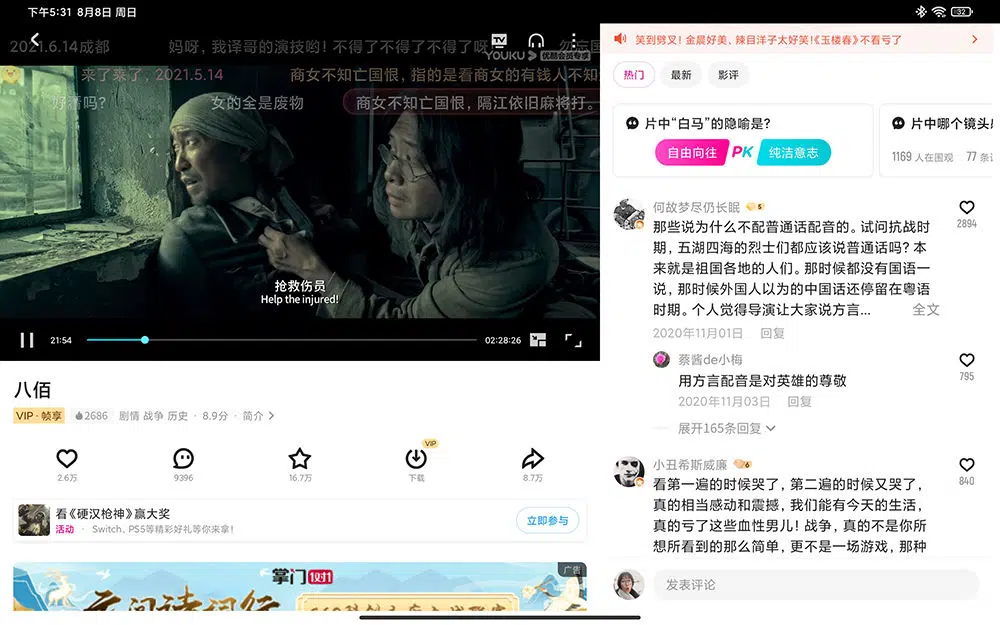 下午5:31 8月8日 周日
32
2021.6.14成都
妈呀，我译哥的演技哟！不得了不得了不得了呀
勿忘国
YOUKU
来了来了, 2021.5.14
商女不知亡国恨，指的是看商女的有钱人不知
好看吗?
女的全是废物
商女不知亡国恨，隔江依旧麻将打。
抢救伤员
Help the injured!
21:54
02:28:26
八佰
VIP · 帧享
2686
剧情 战争 历史 · 8.9分 · 简介
2.6万
9396
16.7万
VIP
下载
8.7万
看《硬汉枪神》赢大奖
活动 · Switch、PS5等精彩好礼等你来拿!
立即参与
掌门1对1
广告
笑到劈叉！金晨好美、辣目洋子太好笑！《玉楼春》不看亏了
热门
最新
影评
片中“白马”的隐喻是?
自由向往
PK
纯洁意志
片中哪个镜头
1169 人在围观
77 条
何故梦尽仍长眠
5
那些说为什么不配普通话配音的。试问抗战时
期，五湖四海的烈士们都应该说普通话吗？本
来就是祖国各地的人们。那时候都没有国语一
说，那时候外国人以为的中国话还停留在粤语
时期。个人觉得导演让大家说方言...
全文
2894
2020年11月01日
回复
蔡酱de小梅
用方言配音是对英雄的尊敬
795
2020年11月03日
回复
展开165条回复
小丑希斯威廉
6
看第一遍的时候哭了，第二遍的时候又哭了，
真的相当感动和震撼，我们能有今天的生活，
真的亏了这些血性男儿！战争，真的不是你所
想所看到的那么简单，更不是一场游戏，那种
840
发表评论